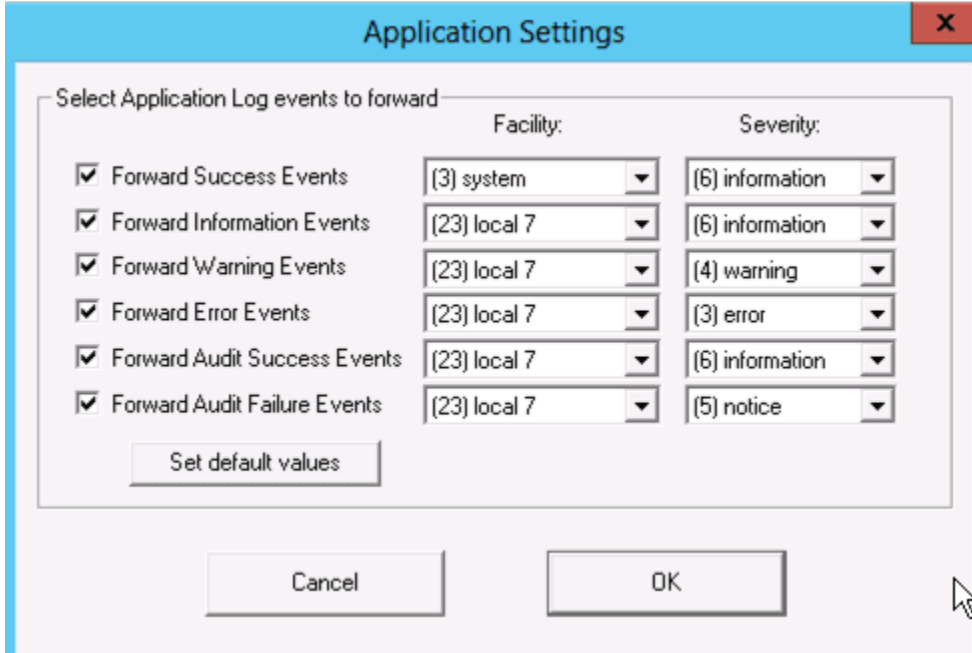 Application Settings
x
Select Application Log events to forward
Facility: Severity:
Forward Success Events (3) system (6) information
Forward Information Events (23) local 7 (6) information
Forward Warning Events (23) local 7 (4) warning
Forward Error Events (23) local 7 (3) error
Forward Audit Success Events (23) local 7 (6) information
Forward Audit Failure Events (23) local 7 (5) notice
Set default values
Cancel OK